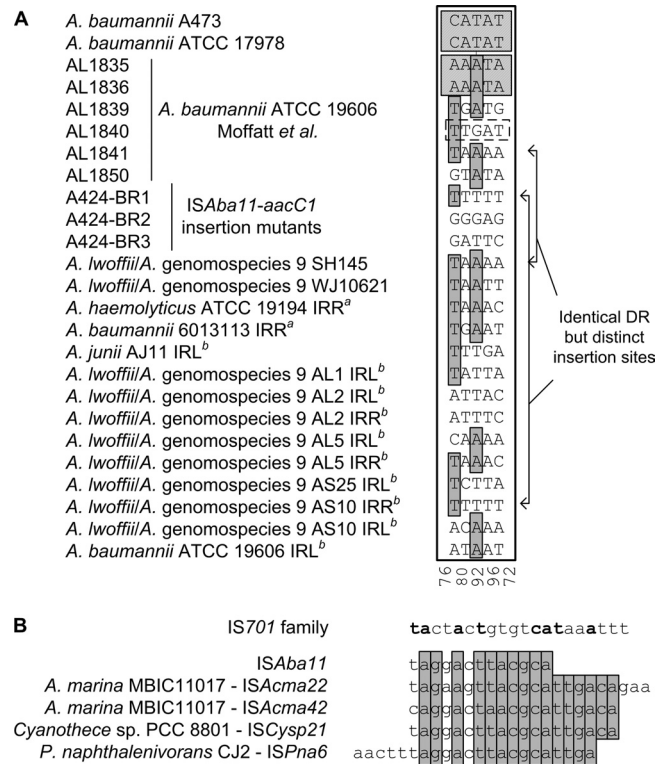 A
A. baumannii A473 CATAT
A. baumannii ATCC 17978 CATAT
AL1835 AAATA
AL1836 AAATA
AL1839 TGATG
AL1840 TTGAT
AL1841 TAAAA
AL1850 GTATA
A. baumannii ATCC 19606
Moffatt et al.
A424-BR1 TTTTT
A424-BR2 GGGAG
A424-BR3 GATTC
ISAba11-aacC1
insertion mutants
A. lwoffii/A. genomospecies 9 SH145 TAAAA
A. lwoffii/A. genomospecies 9 WJ10621 TAATT
A. haemolyticus ATCC 19194 IRRa TAAAC
A. baumannii 6013113 IRRa TGAAT
A. junii AJ11 IRLb TTTGA
A. lwoffii/A. genomospecies 9 AL1 IRLb TATTA
A. lwoffii/A. genomospecies 9 AL2 IRLb ATTAC
A. lwoffii/A. genomospecies 9 AL2 IRRb ATTTC
A. lwoffii/A. genomospecies 9 AL5 IRLb CAAAA
A. lwoffii/A. genomospecies 9 AL5 IRRb TAAAC
A. lwoffii/A. genomospecies 9 AS25 IRLb TCTTA
A. lwoffii/A. genomospecies 9 AS10 IRRb TTTTT
A. lwoffii/A. genomospecies 9 AS10 IRLb ACAAA
A. baumannii ATCC 19606 IRLb ATAAT
76 80 92 96 72
Identical DR
but distinct
insertion sites
B
IS701 family tactactgtgtcataaattt
ISAba11 taggacttacgca
A. marina MBIC11017 - ISAcma22 tagaagttacgcattgacagaa
A. marina MBIC11017 - ISAcma42 caggactaacgcattgaca
Cyanothece sp. PCC 8801 - ISCysp21 taggacttacgcattgaca
P. naphthalenivorans CJ2 - ISPna6 aactttaggacttacgcattga